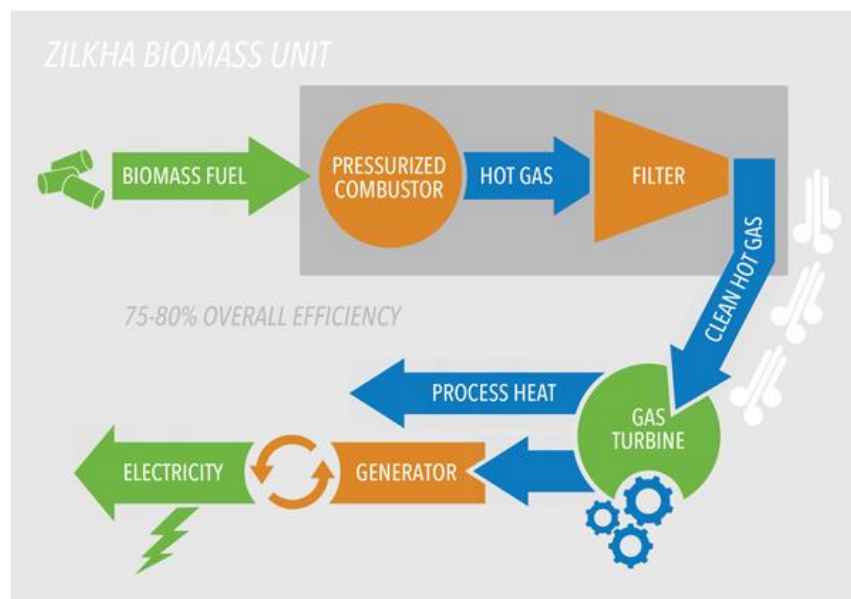 ZILKHA BIOMASS UNIT
BIOMASS FUEL
PRESSURIZED
COMBUSTOR
HOT GAS
FILTER
CLEAN HOT GAS
75-80% OVERALL EFFICIENCY
PROCESS HEAT
GAS
TURBINE
ELECTRICITY
GENERATOR